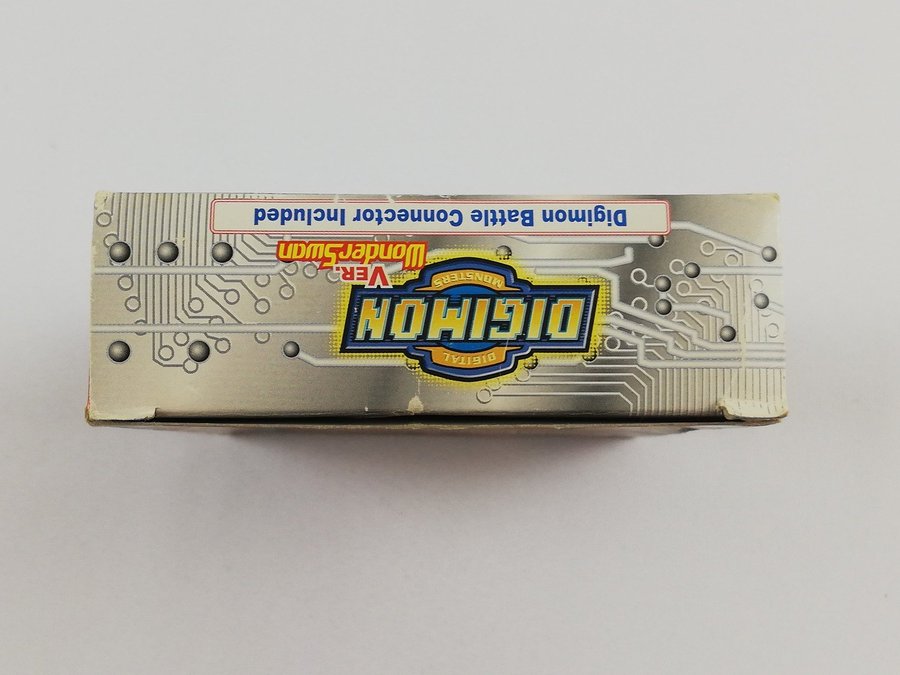 DIGITAL
DIGIMON
MONSTERS
VER.
WonderSwan
Digimon Battle Connector Included